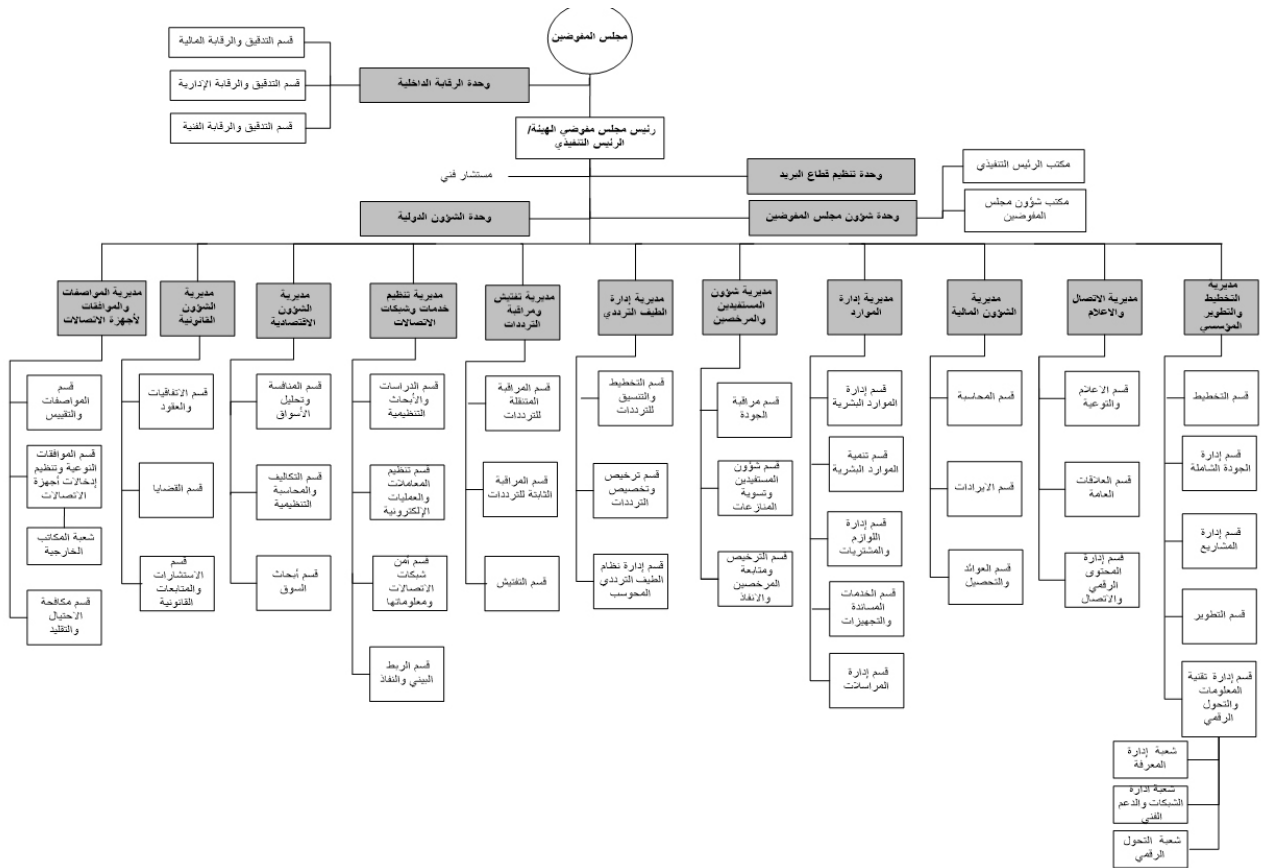 مجلس المفوضين
قسم التدقيق والرقابة المالية
وحدة الرقابة الداخلية
قسم التدقيق والرقابة الإدارية
قسم التدقيق والرقابة الفنية
رئيس مجلس مفوضي الهيئة/
الرئيس التنفيذي
مكتب الرئيس التنفيذي
وحدة تنظيم قطاع البريد
مستشار فني
مكتب شؤون مجلس
المفوضين
وحدة شؤون مجلس المفوضين
وحدة الشؤون الدولية
مديرية
التخطيط
والتطوير
المؤسسي
مديرية الاتصال
والاعلام
مديرية
الشؤون المالية
مديرية إدارة
الموارد
مديرية شؤون
المستفيدين
والمرخصين
مديرية إدارة
الطيف الترددي
مديرية تفتيش
ومراقبة
الترددات
مديرية تنظيم
خدمات وشبكات
الاتصالات
مديرية
الشؤون
الاقتصادية
مديرية
الشؤون
القانونية
مديرية المواصفات
والموافقات
لأجهزة الاتصالات
قسم التخطيط
قسم إدارة
الجودة الشاملة
قسم إدارة
المشاريع
قسم التطوير
قسم إدارة تقنية
المعلومات
والتحول
الرقمي
شعبة إدارة
المعرفة
شعبة ادارة
الشبكات والدعم
الفني
شعبة التحول
الرقمي
قسم الاعلام
والتوعية
قسم العلاقات
العامة
قسم إدارة
المحتوى
الرقمي
والاتصال
قسم المحاسبة
قسم الايرادات
قسم العوائد
والتحصيل
قسم إدارة
الموارد البشرية
قسم تنمية
الموارد البشرية
قسم إدارة
اللوازم
والمشتريات
قسم الخدمات
المساندة
والتجهيزات
قسم إدارة
المراسلات
قسم مراقبة
الجودة
قسم شؤون
المستفيدين
وتسوية
المنازعات
قسم الترخيص
ومتابعة
المرخصين
والانفاذ
قسم التخطيط
والتنسيق
للترددات
قسم ترخيص
وتخصيص
الترددات
قسم إدارة نظام
الطيف الترددي
المحوسب
قسم المراقبة
المتنقلة
للترددات
قسم المراقبة
الثابتة للترددات
قسم التفتيش
قسم الدراسات
والأبحاث
التنظيمية
قسم تنظيم
المعاملات
والعمليات
الإلكترونية
قسم أمن
شبكات
الاتصالات
ومعلوماتها
قسم الربط
البيني والنفاذ
قسم المنافسة
وتحليل
الأسواق
قسم التكاليف
والمحاسبة
التنظيمية
قسم أبحاث
السوق
قسم الاتفاقيات
والعقود
قسم القضايا
قسم
الاستشارات
والمتابعات
القانونية
قسم
المواصفات
والتقييس
قسم الموافقات
النوعية وتنظيم
إدخالات أجهزة
الاتصالات
شعبة المكاتب
الخارجية
قسم مكافحة
الاحتيال
والتقليد